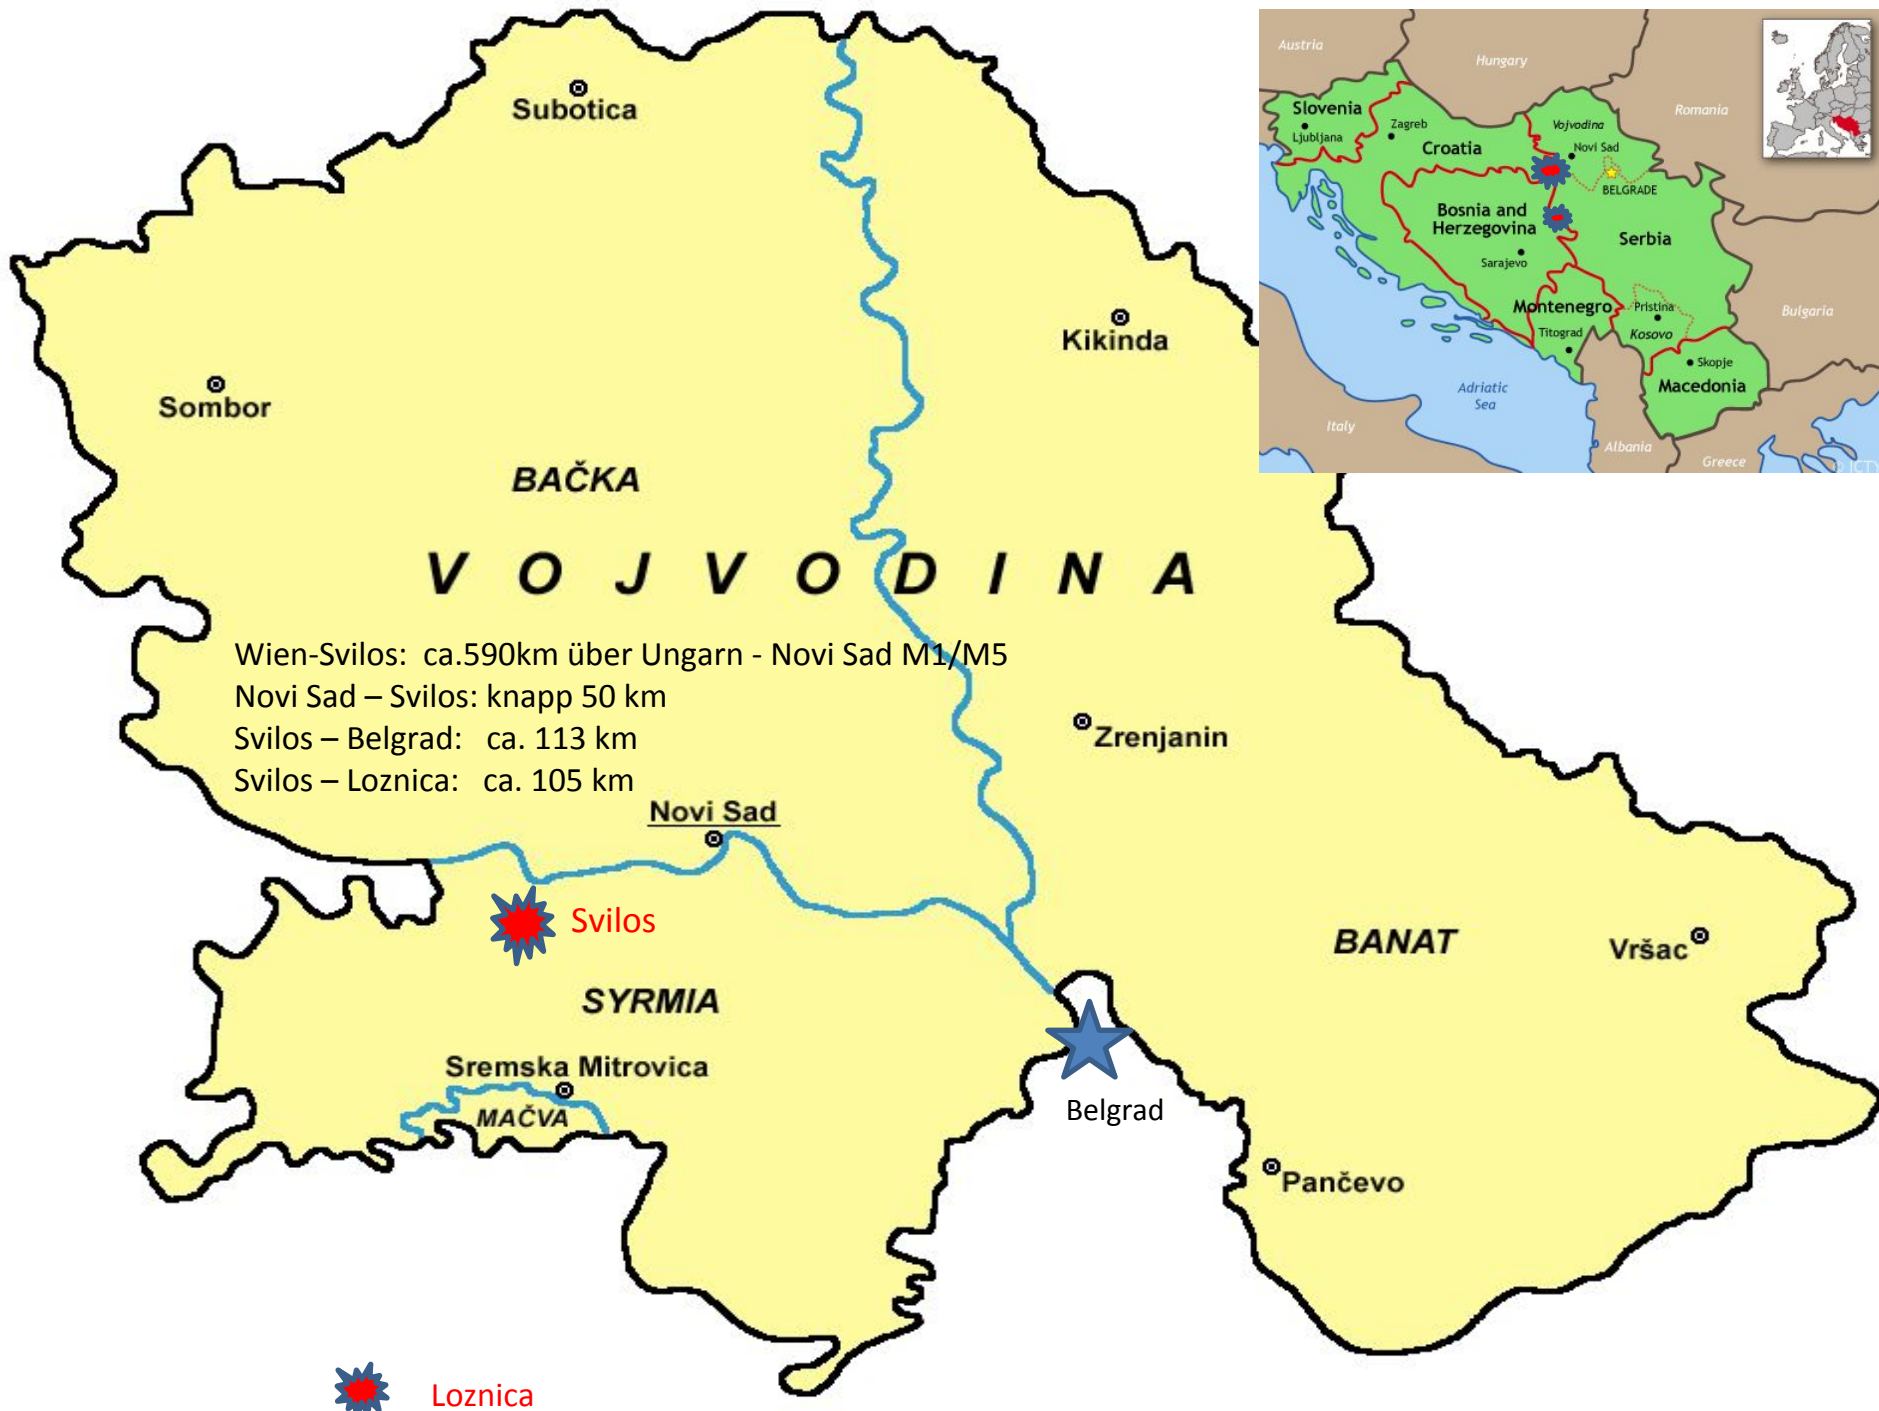 Subotica
Kikinda
Sombor
BAČKA
VOJVODINA
Wien-Svilos: ca.590km über Ungarn - Novi Sad M1/M5
Novi Sad – Svilos: knapp 50 km
Svilos – Belgrad: ca. 113 km
Svilos – Loznica: ca. 105 km
Zrenjanin
Novi Sad
Svilos
BANAT
Vršac
SYRMIA
Sremska Mitrovica
MAČVA
Belgrad
Pančevo
Loznica
Austria
Hungary
Romania
Slovenia
Ljubljana
Zagreb
Croatia
Vojvodina
Novi Sad
BELGRADE
Bosnia and
Herzegovina
Serbia
Sarajevo
Montenegro
Pristina
Titograd
Kosovo
Bulgaria
Skopje
Macedonia
Adriatic
Sea
Italy
Albania
Greece
© ICTY